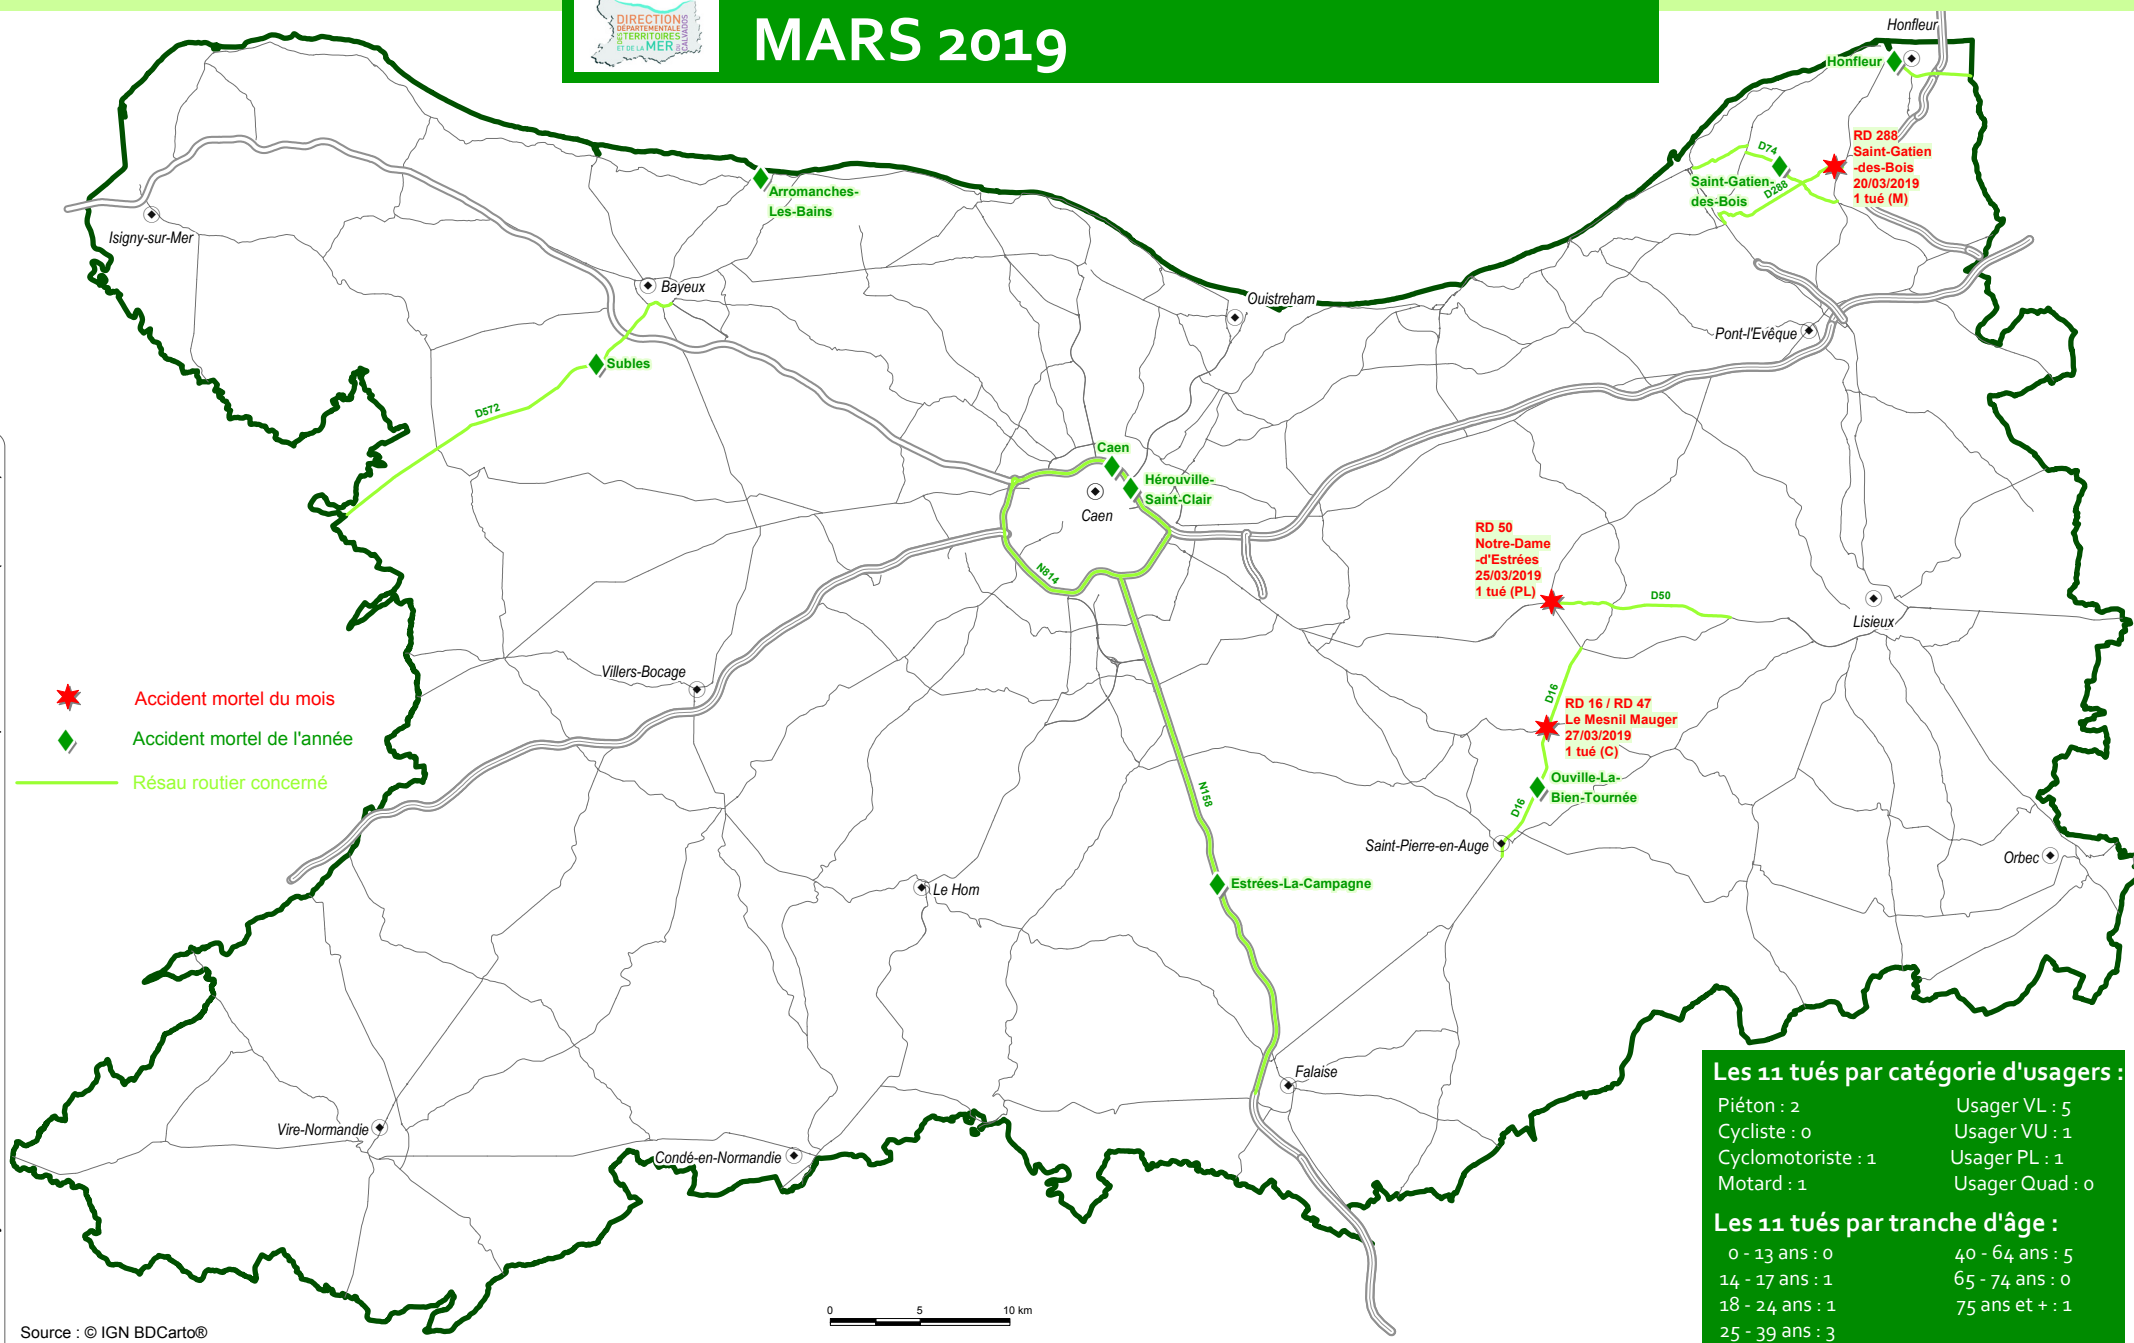 DIRECTION
DÉPARTEMENTALE
DES TERRITOIRES
ET DE LA MER
DU CALVADOS
MARS 2019
Honfleur
Honfleur
RD 288
Saint-Gatien
-des-Bois
20/03/2019
1 tué (M)
D74
D288
Saint-Gatien-
des-Bois
Arromanches-
Les-Bains
Isigny-sur-Mer
Bayeux
Ouistreham
Pont-l'Evêque
Subles
D572
Caen
Hérouville-
Saint-Clair
Caen
N814
RD 50
Notre-Dame
-d'Estrées
25/03/2019
1 tué (PL)
D50
Lisieux
Villers-Bocage
D16
RD 16 / RD 47
Le Mesnil Mauger
27/03/2019
1 tué (C)
Accident mortel du mois
Accident mortel de l'année
Résau routier concerné
N158
Ouville-La-
Bien-Tournée
D16
Saint-Pierre-en-Auge
Orbec
Le Hom
Estrées-La-Campagne
Falaise
Vire-Normandie
Condé-en-Normandie
Les 11 tués par catégorie d'usagers :
Piéton : 2 Usager VL : 5
Cycliste : 0 Usager VU : 1
Cyclomotoriste : 1 Usager PL : 1
Motard : 1 Usager Quad : 0
Les 11 tués par tranche d'âge :
0 - 13 ans : 0 40 - 64 ans : 5
14 - 17 ans : 1 65 - 74 ans : 0
18 - 24 ans : 1 75 ans et + : 1
25 - 39 ans : 3
0 5 10 km
Source : © IGN BDCarto®